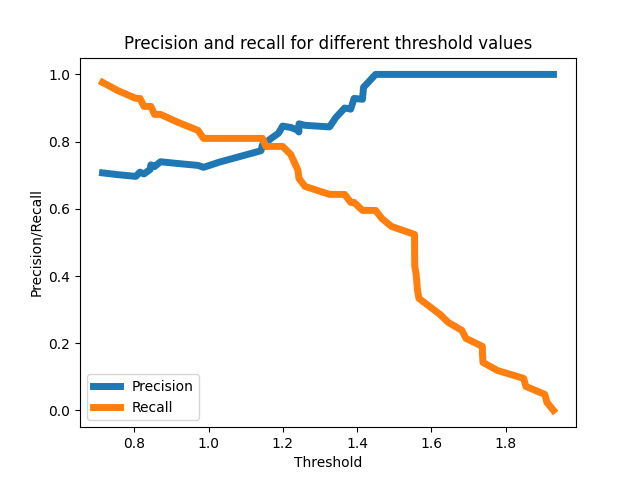 Precision and recall for different threshold values
1.0
0.8
0.6
0.4
0.2
0.0
Precision/Recall
Precision
Recall
0.8 1.0 1.2 1.4 1.6 1.8
Threshold